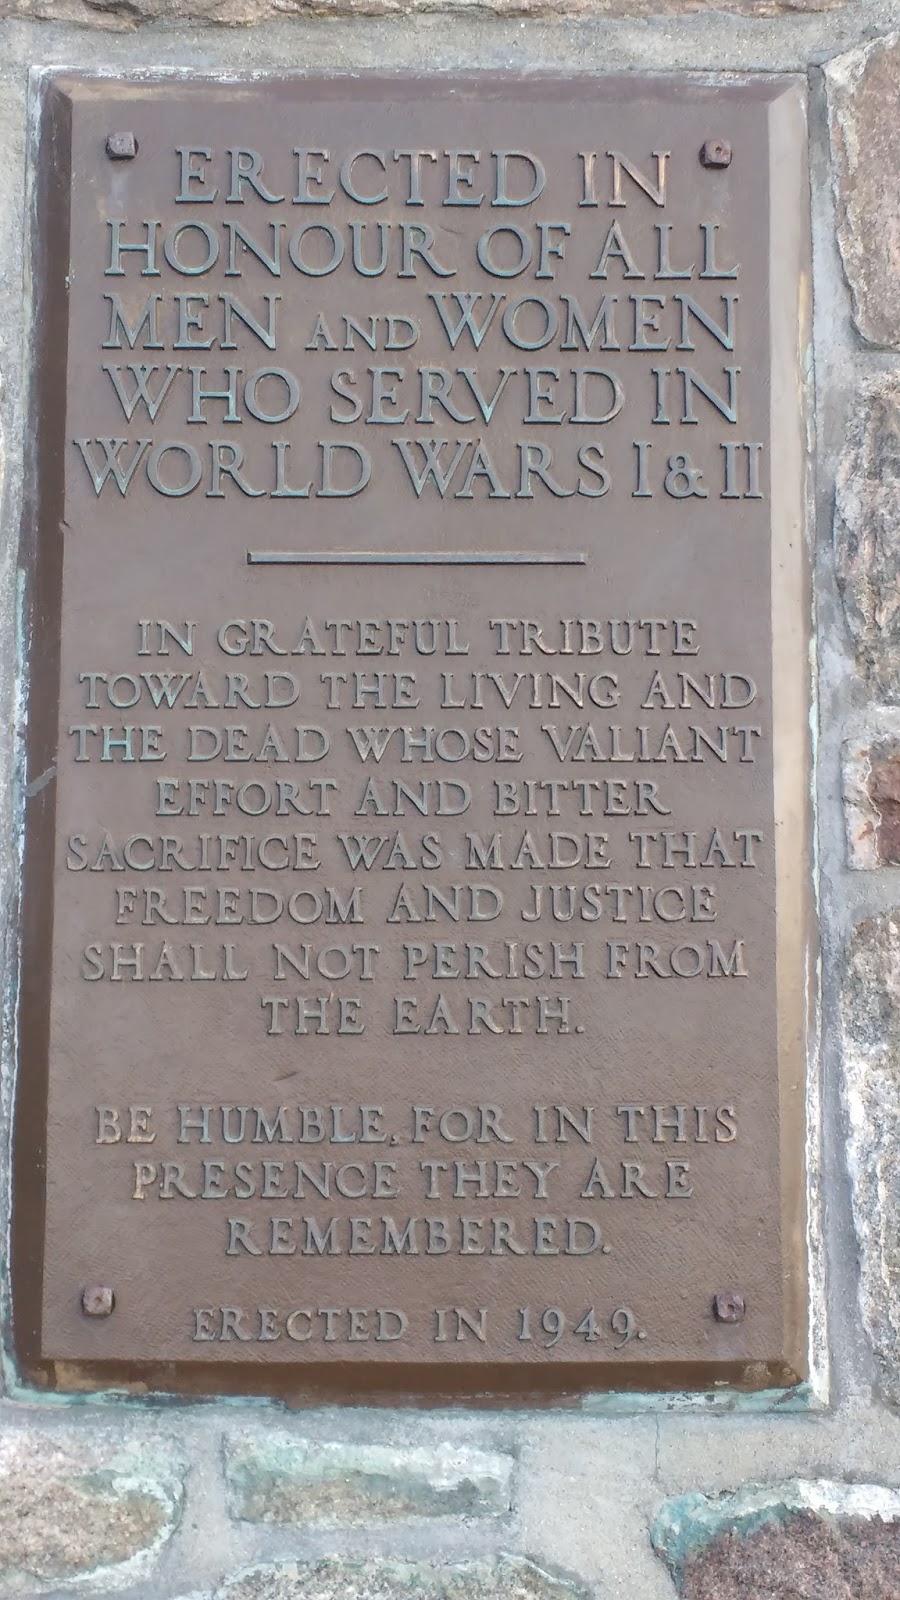 ERECTED IN
HONOUR OF ALL
MEN AND WOMEN
WHO SERVED IN
WORLD WARS I & II
IN GRATEFUL TRIBUTE
TOWARD THE LIVING AND
THE DEAD WHOSE VALIANT
EFFORT AND BITTER
SACRIFICE WAS MADE THAT
FREEDOM AND JUSTICE
SHALL NOT PERISH FROM
THE EARTH.
BE HUMBLE, FOR IN THIS
PRESENCE THEY ARE
REMEMBERED.
ERECTED IN 1949.